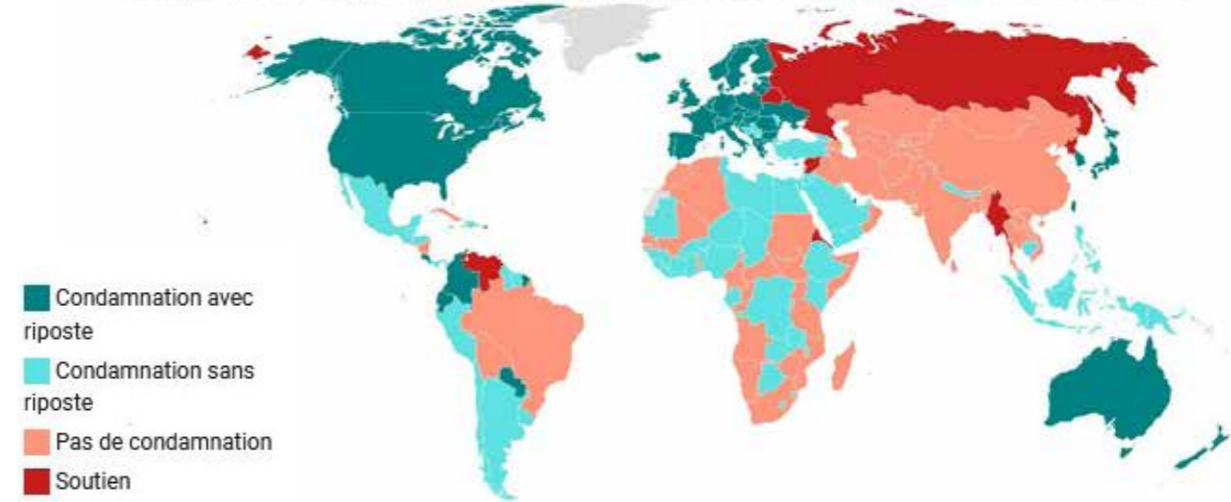 Condamnation avec
riposte
Condamnation sans
riposte
Pas de condamnation
Soutien